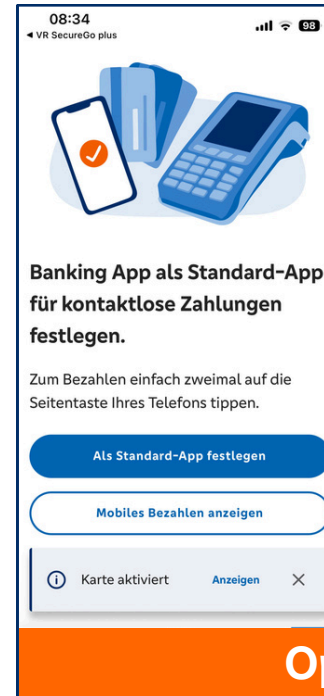 08:34
98
◀ VR SecureGo plus
Banking App als Standard-App
für kontaktlose Zahlungen
festlegen.
Zum Bezahlen einfach zweimal auf die
Seitentaste Ihres Telefons tippen.
Als Standard-App festlegen
Mobiles Bezahlen anzeigen
Karte aktiviert Anzeigen